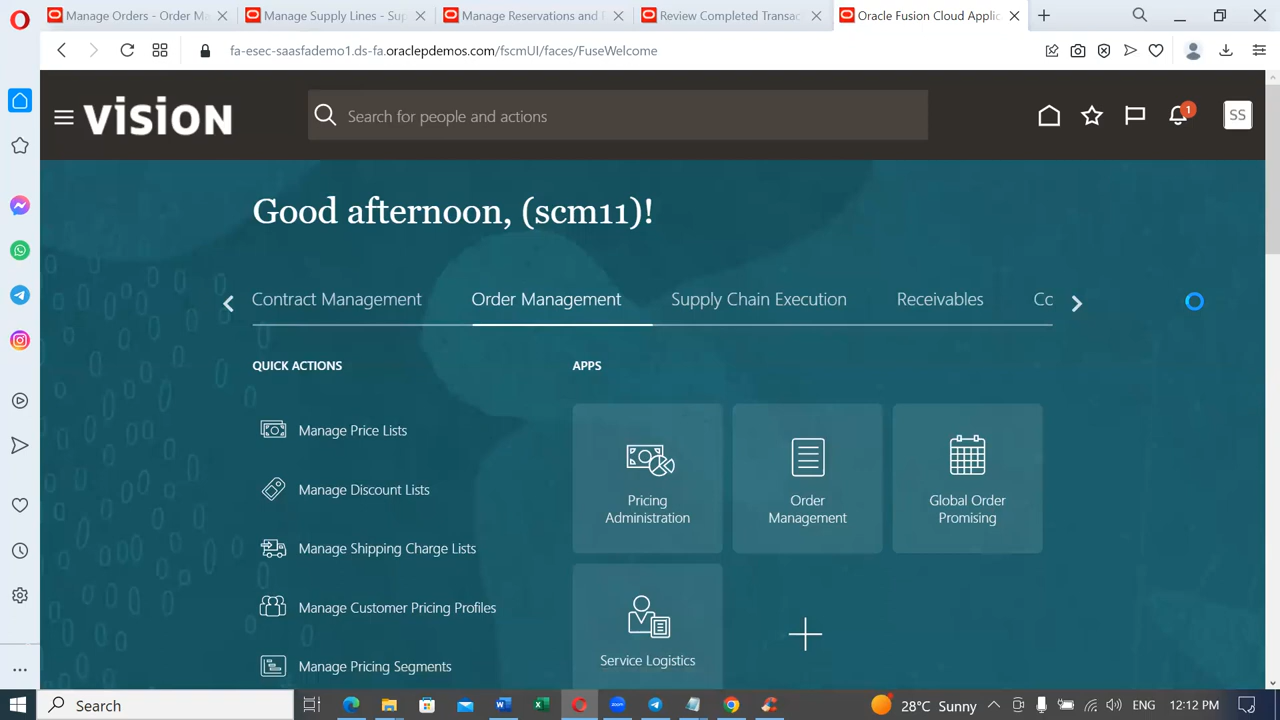 Manage Orders - Order M
Manage Supply Lines - Sup
Manage Reservations and P
Review Completed Transac
Oracle Fusion Cloud Applic
fa-esec-saasfademo1.ds-fa.oraclepdemos.com/fscmUI/faces/FuseWelcome
vision
Search for people and actions
1
SS
Good afternoon, (scm11)!
Contract Management
Order Management
Supply Chain Execution
Receivables
Co
QUICK ACTIONS
APPS
Manage Price Lists
Manage Discount Lists
Manage Shipping Charge Lists
Manage Customer Pricing Profiles
Manage Pricing Segments
Pricing
Administration
Order
Management
Global Order
Promising
Service Logistics
Search
28°C Sunny
ENG
12:12 PM